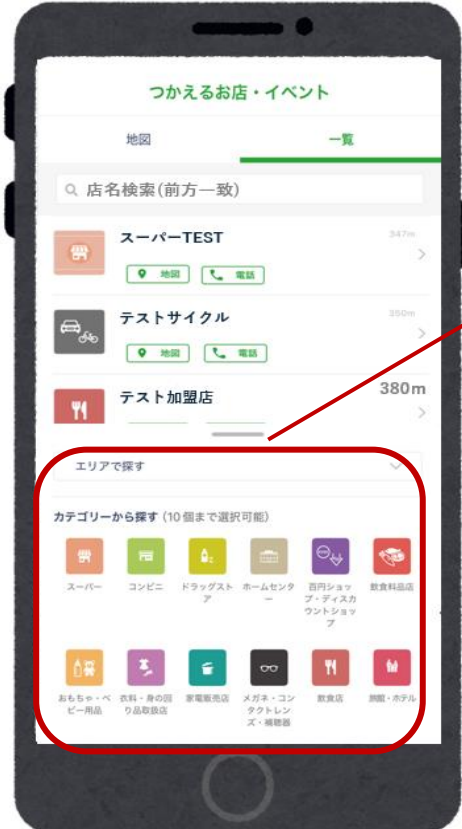 つかえるお店・イベント
地図 一覧
店名検索(前方一致)
スーパーTEST 347m
地図 電話
テストサイクル 350m
地図 電話
テスト加盟店 380m
エリアで探す
カテゴリーから探す (10個まで選択可能)
スーパー コンビニ ドラッグスト ホームセンタ 百円ショッ 飲食料品店
ア ー プ・ディスカ
ウントショッ
プ
おもちゃ・ベ 衣料・身の回 家電販売店 メガネ・コン 飲食店 旅館・ホテル
ビー用品 り品取扱店 タクトレン
ズ・補聴器